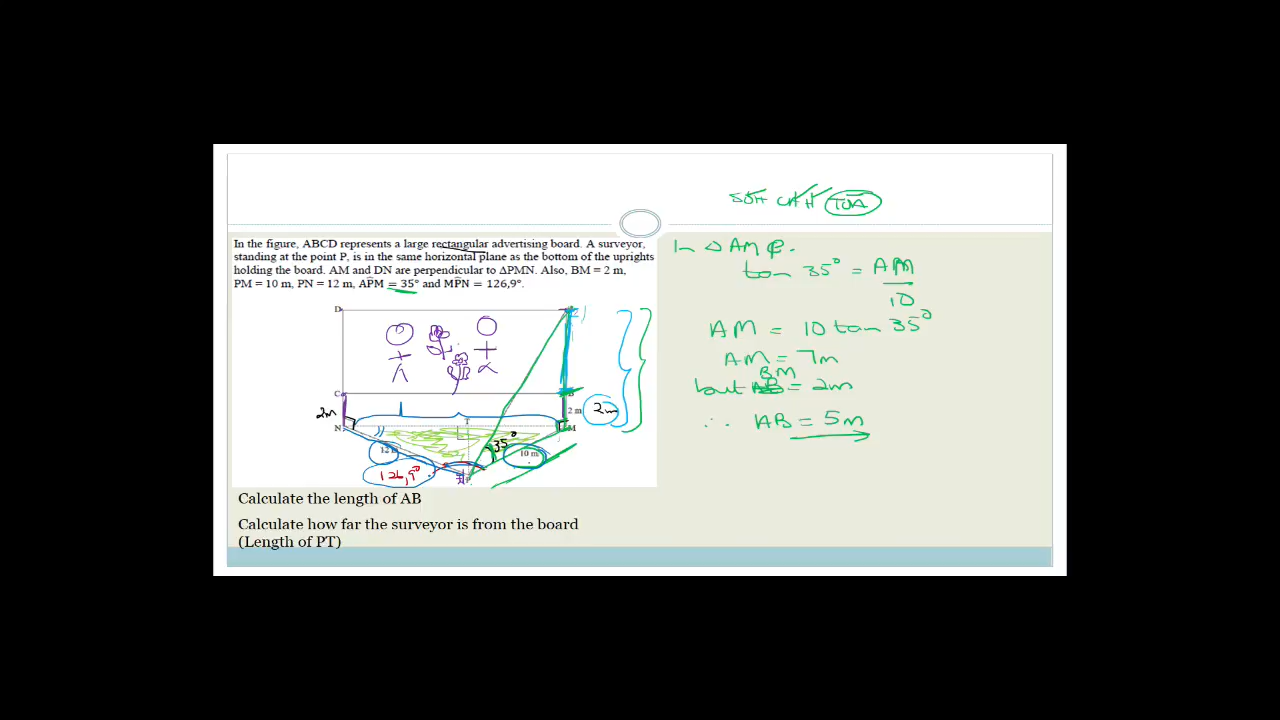 SOH CAH TOA
In the figure, ABCD represents a large rectangular advertising board. A surveyor,
standing at the point P, is in the same horizontal plane as the bottom of the uprights
holding the board. AM and DN are perpendicular to ΔPMN. Also, BM = 2 m,
PM = 10 m, PN = 12 m, AP̂M = 35° and MP̂N = 126,9°.
D
C
B
2m
2 m
2m
N
T
M
35°
12 m
10 m
126,9°
P
Calculate the length of AB
Calculate how far the surveyor is from the board
(Length of PT)
In Δ AMP.
tan 35° = AM
10
AM = 10 tan 35°
AM = 7m
but BM = 2m
∴ AB = 5m